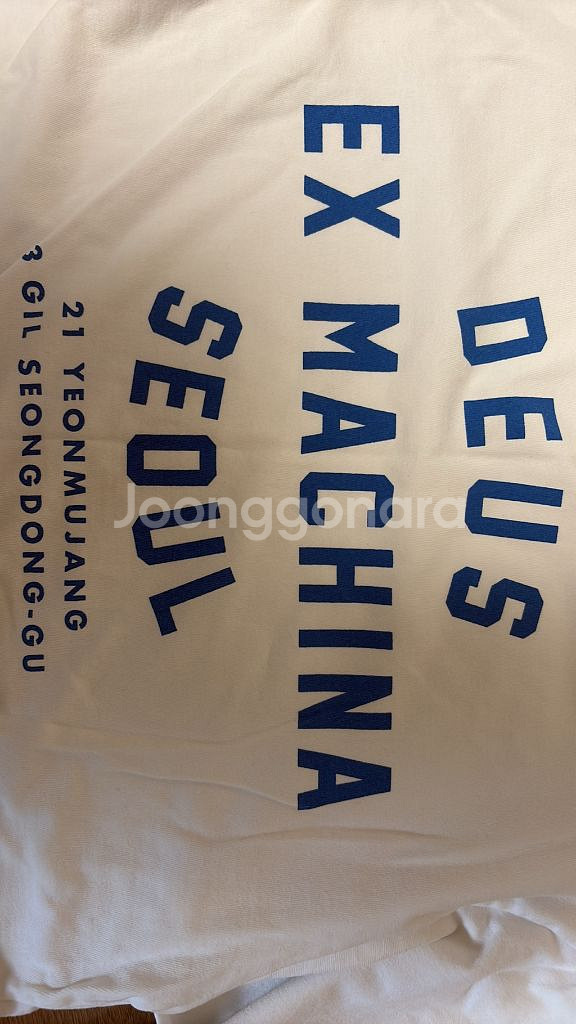 DEUS
EX MACHINA
SEOUL
21 YEONMUJANG
3 GIL SEONGDONG-GU
Joonggonara